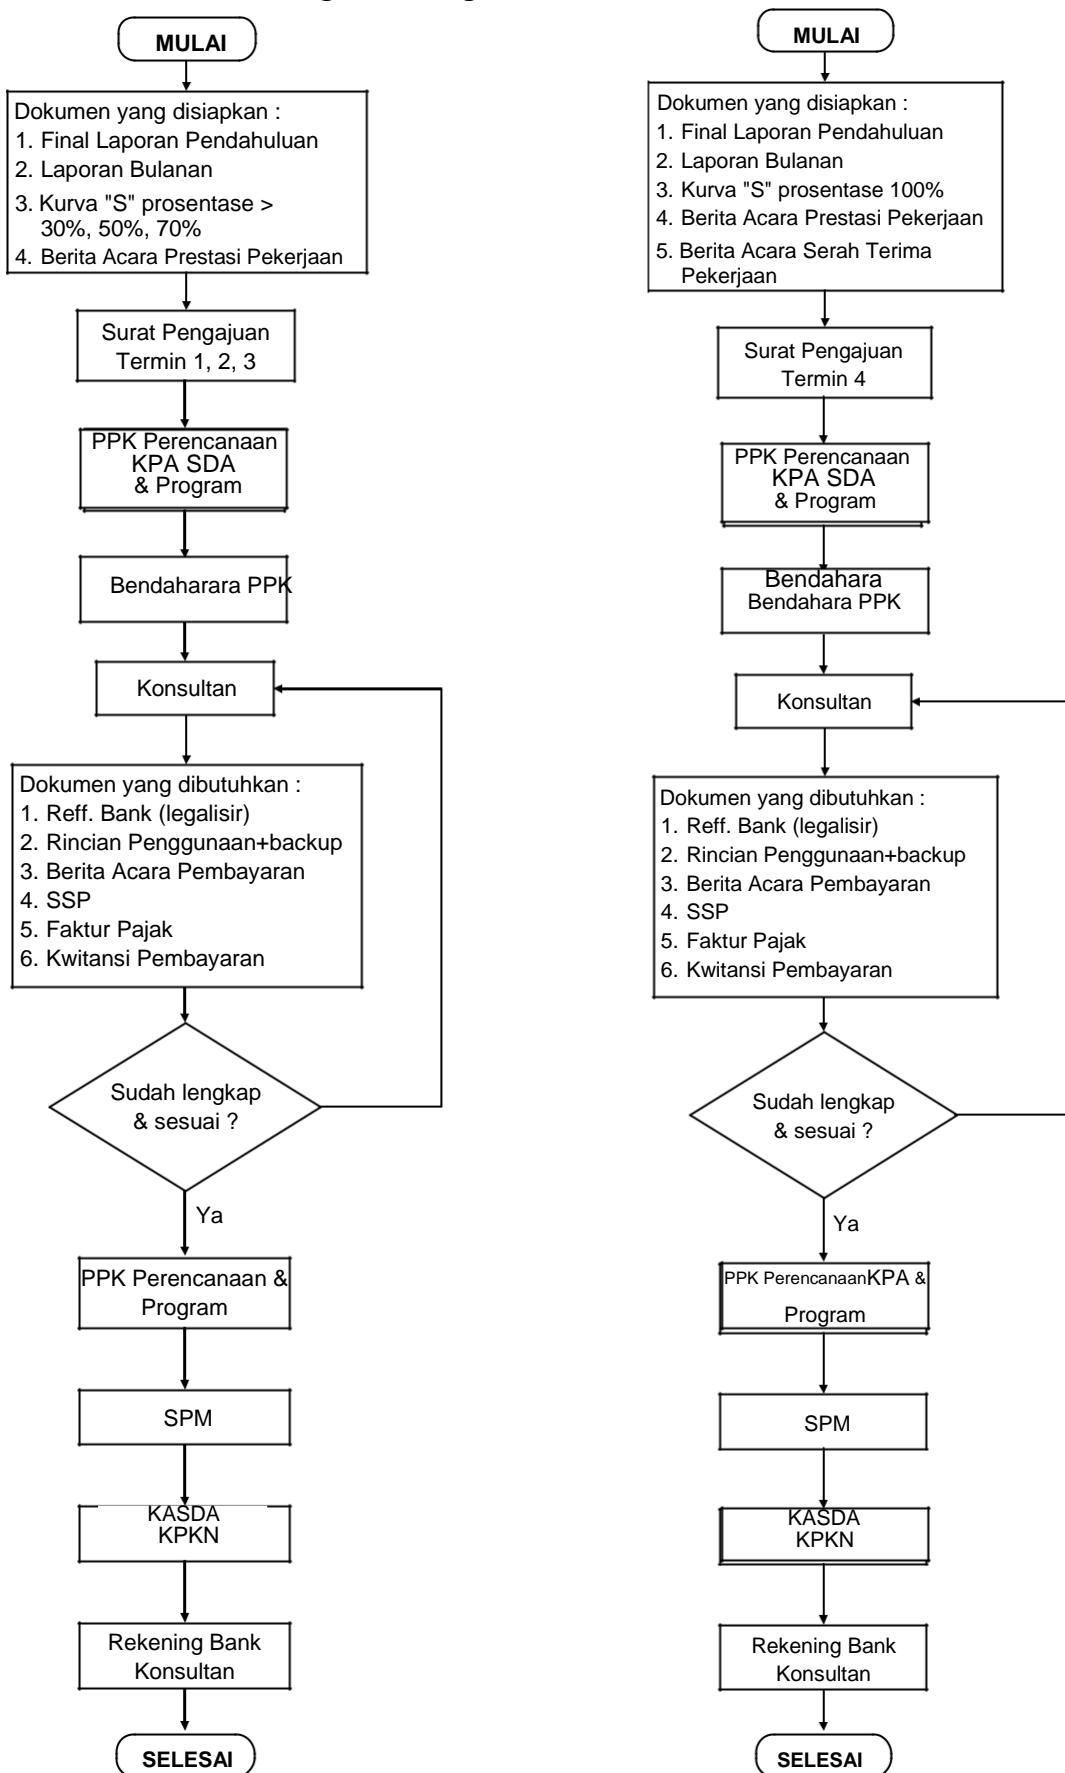 MULAI
Dokumen yang disiapkan :
1. Final Laporan Pendahuluan
2. Laporan Bulanan
3. Kurva "S" prosentase >
30%, 50%, 70%
4. Berita Acara Prestasi Pekerjaan
Surat Pengajuan
Termin 1, 2, 3
PPK Perencanaan
KPA SDA
& Program
Bendaharara PPK
Konsultan
Dokumen yang dibutuhkan :
1. Reff. Bank (legalisir)
2. Rincian Penggunaan+backup
3. Berita Acara Pembayaran
4. SSP
5. Faktur Pajak
6. Kwitansi Pembayaran
Sudah lengkap
& sesuai ?
Ya
PPK Perencanaan &
Program
SPM
KASDA
KPKN
Rekening Bank
Konsultan
SELESAI
MULAI
Dokumen yang disiapkan :
1. Final Laporan Pendahuluan
2. Laporan Bulanan
3. Kurva "S" prosentase 100%
4. Berita Acara Prestasi Pekerjaan
5. Berita Acara Serah Terima
Pekerjaan
Surat Pengajuan
Termin 4
PPK Perencanaan
KPA SDA
& Program
Bendahara
Bendahara PPK
Konsultan
Dokumen yang dibutuhkan :
1. Reff. Bank (legalisir)
2. Rincian Penggunaan+backup
3. Berita Acara Pembayaran
4. SSP
5. Faktur Pajak
6. Kwitansi Pembayaran
Sudah lengkap
& sesuai ?
Ya
PPK PerencanaanKPA &
Program
SPM
KASDA
KPKN
Rekening Bank
Konsultan
SELESAI